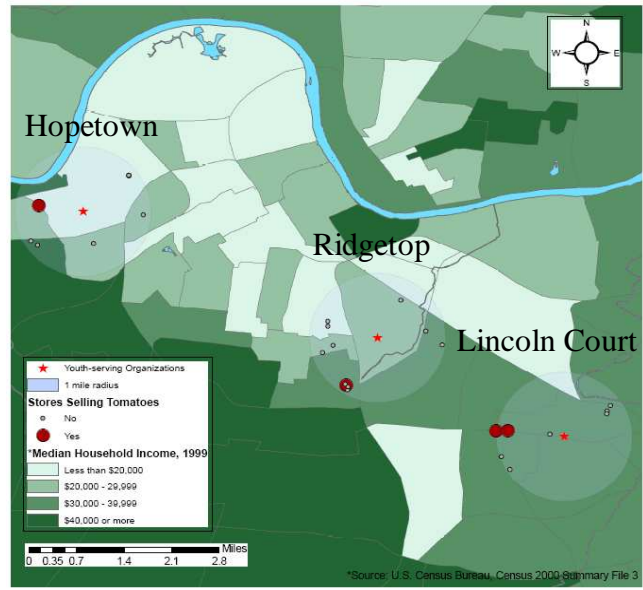 N
W E
S
Hopetown
Ridgetop
Lincoln Court
Youth-serving Organizations
1 mile radius
Stores Selling Tomatoes
No
Yes
*Median Household Income, 1999
Less than $20,000
$20,000 - 29,999
$30,000 - 39,999
$40,000 or more
Miles
0 0.35 0.7 1.4 2.1 2.8
*Source: U.S. Census Bureau, Census 2000 Summary File 3